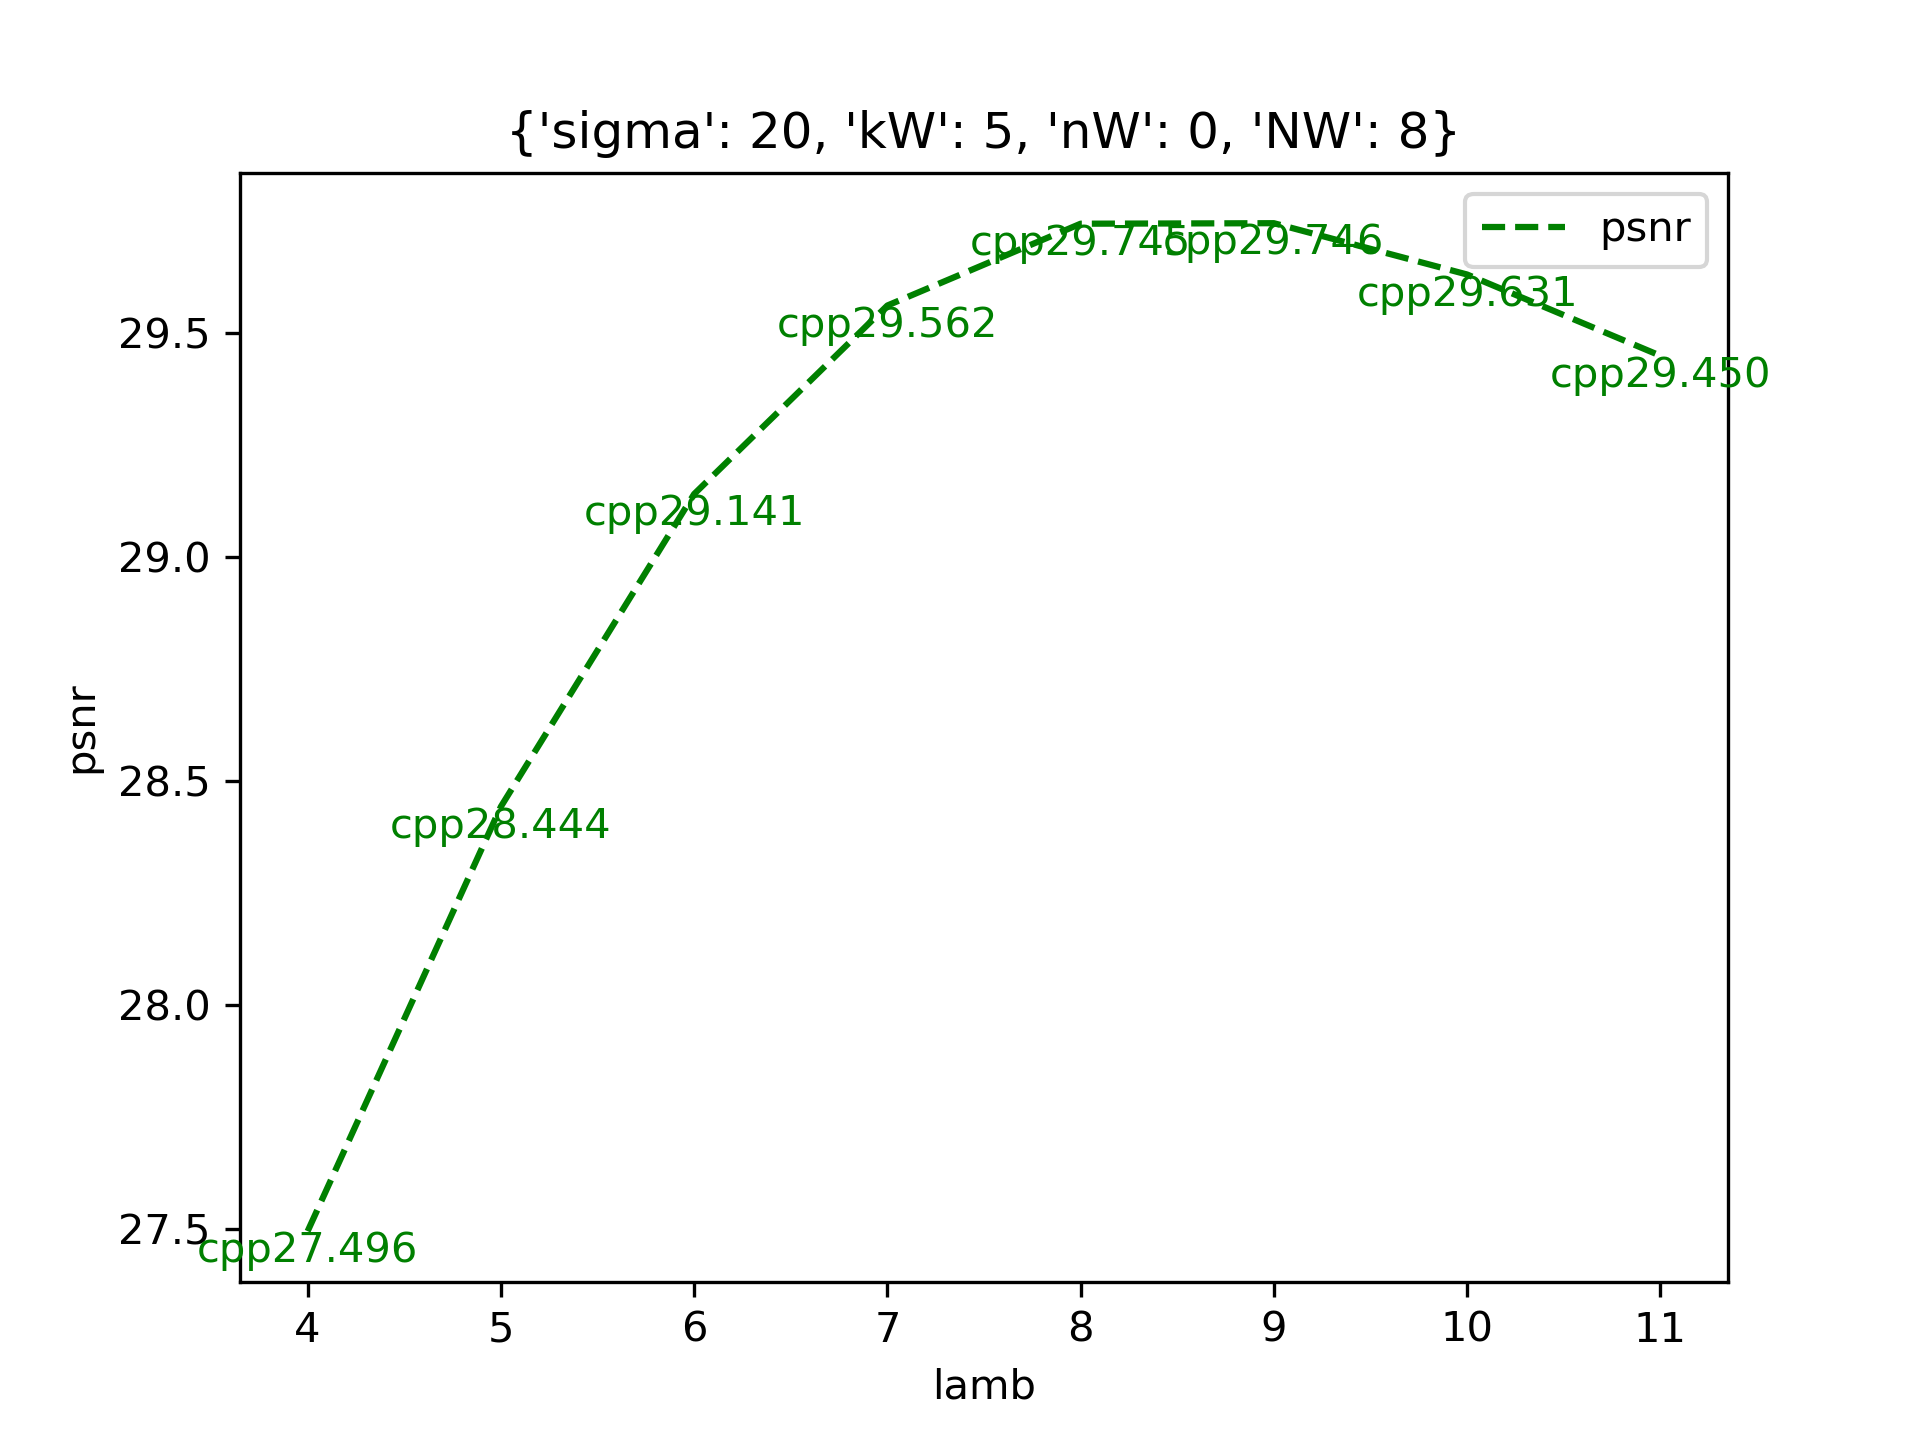 {'sigma': 20, 'kW': 5, 'nW': 0, 'NW': 8}
psnr
cpp29.745
cpp29.746
cpp29.631
cpp29.562
cpp29.450
cpp29.141
cpp28.444
cpp27.496
29.5
29.0
28.5
28.0
27.5
psnr
4 5 6 7 8 9 10 11
lamb